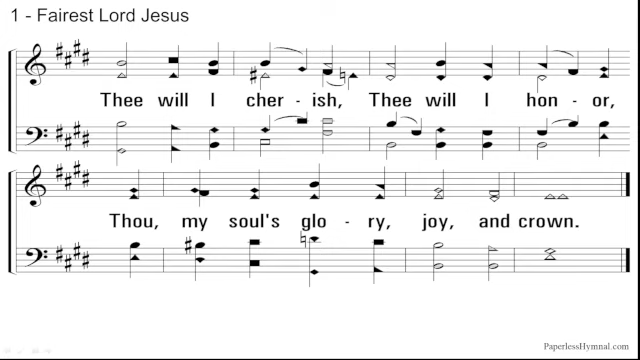 1 - Fairest Lord Jesus
Thee will I cher - ish, Thee will I hon - or,
Thou, my soul's glo - ry, joy, and crown.
PaperlessHymnal.com